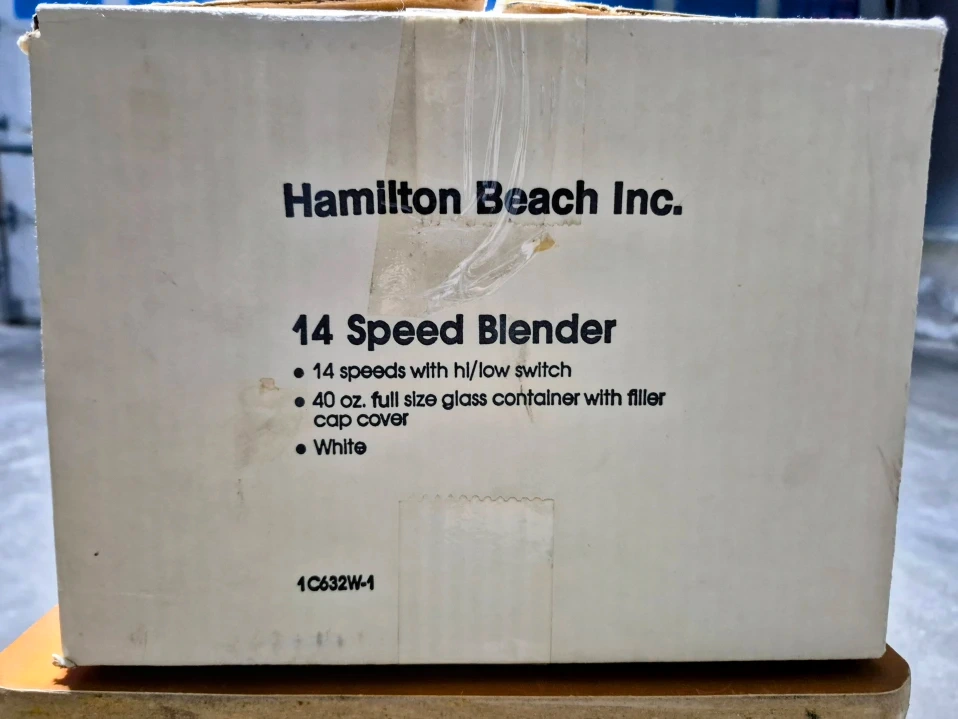 Hamilton Beach Inc.
14 Speed Blender
• 14 speeds with hi/low switch
• 40 oz. full size glass container with filler
cap cover
• White
1C632W-1